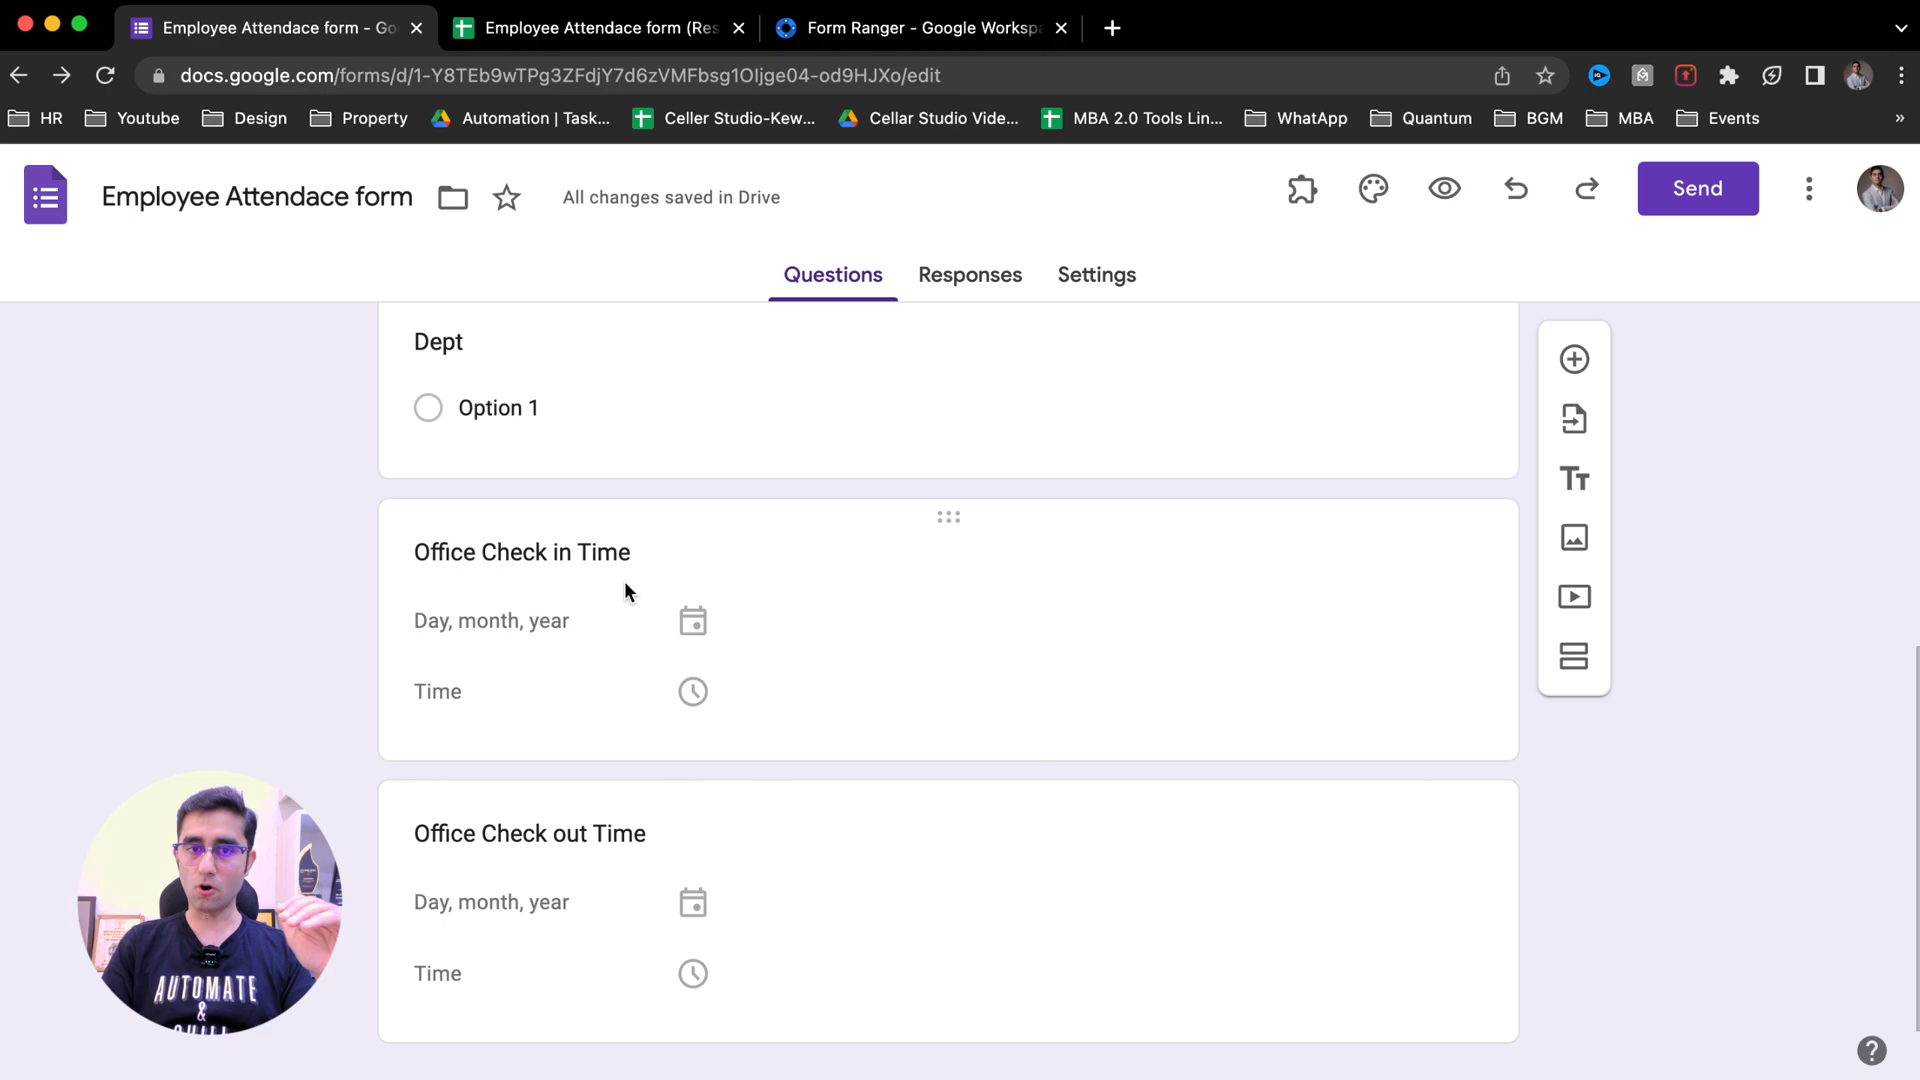 Employee Attendace form - Go
Employee Attendace form (Res
Form Ranger - Google Workspa
docs.google.com/forms/d/1-Y8TEb9wTPg3ZFdjY7d6zVMFbsg1OIjge04-od9HJXo/edit
HR
Youtube
Design
Property
Automation | Task...
Celler Studio-Kew...
Cellar Studio Vide...
MBA 2.0 Tools Lin...
WhatApp
Quantum
BGM
MBA
Events
»
Employee Attendace form
All changes saved in Drive
Send
Questions
Responses
Settings
Dept
Option 1
Office Check in Time
Day, month, year
Time
Office Check out Time
Day, month, year
Time
Tт
AUTOMATE
&
CHILL
?